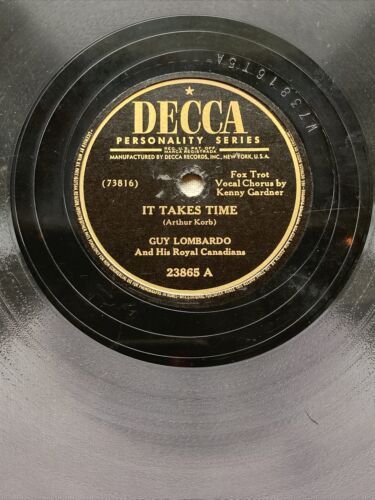 W73816T5A
DECCA
PERSONALITY SERIES
REG. U.S. PAT. OFF.
MARCA REGISTRADA
MANUFACTURED BY DECCA RECORDS, INC., NEW YORK, U.S.A.
(73816)
Fox Trot
Vocal Chorus by
Kenny Gardner
IT TAKES TIME
(Arthur Korb)
GUY LOMBARDO
And His Royal Canadians
23865 A